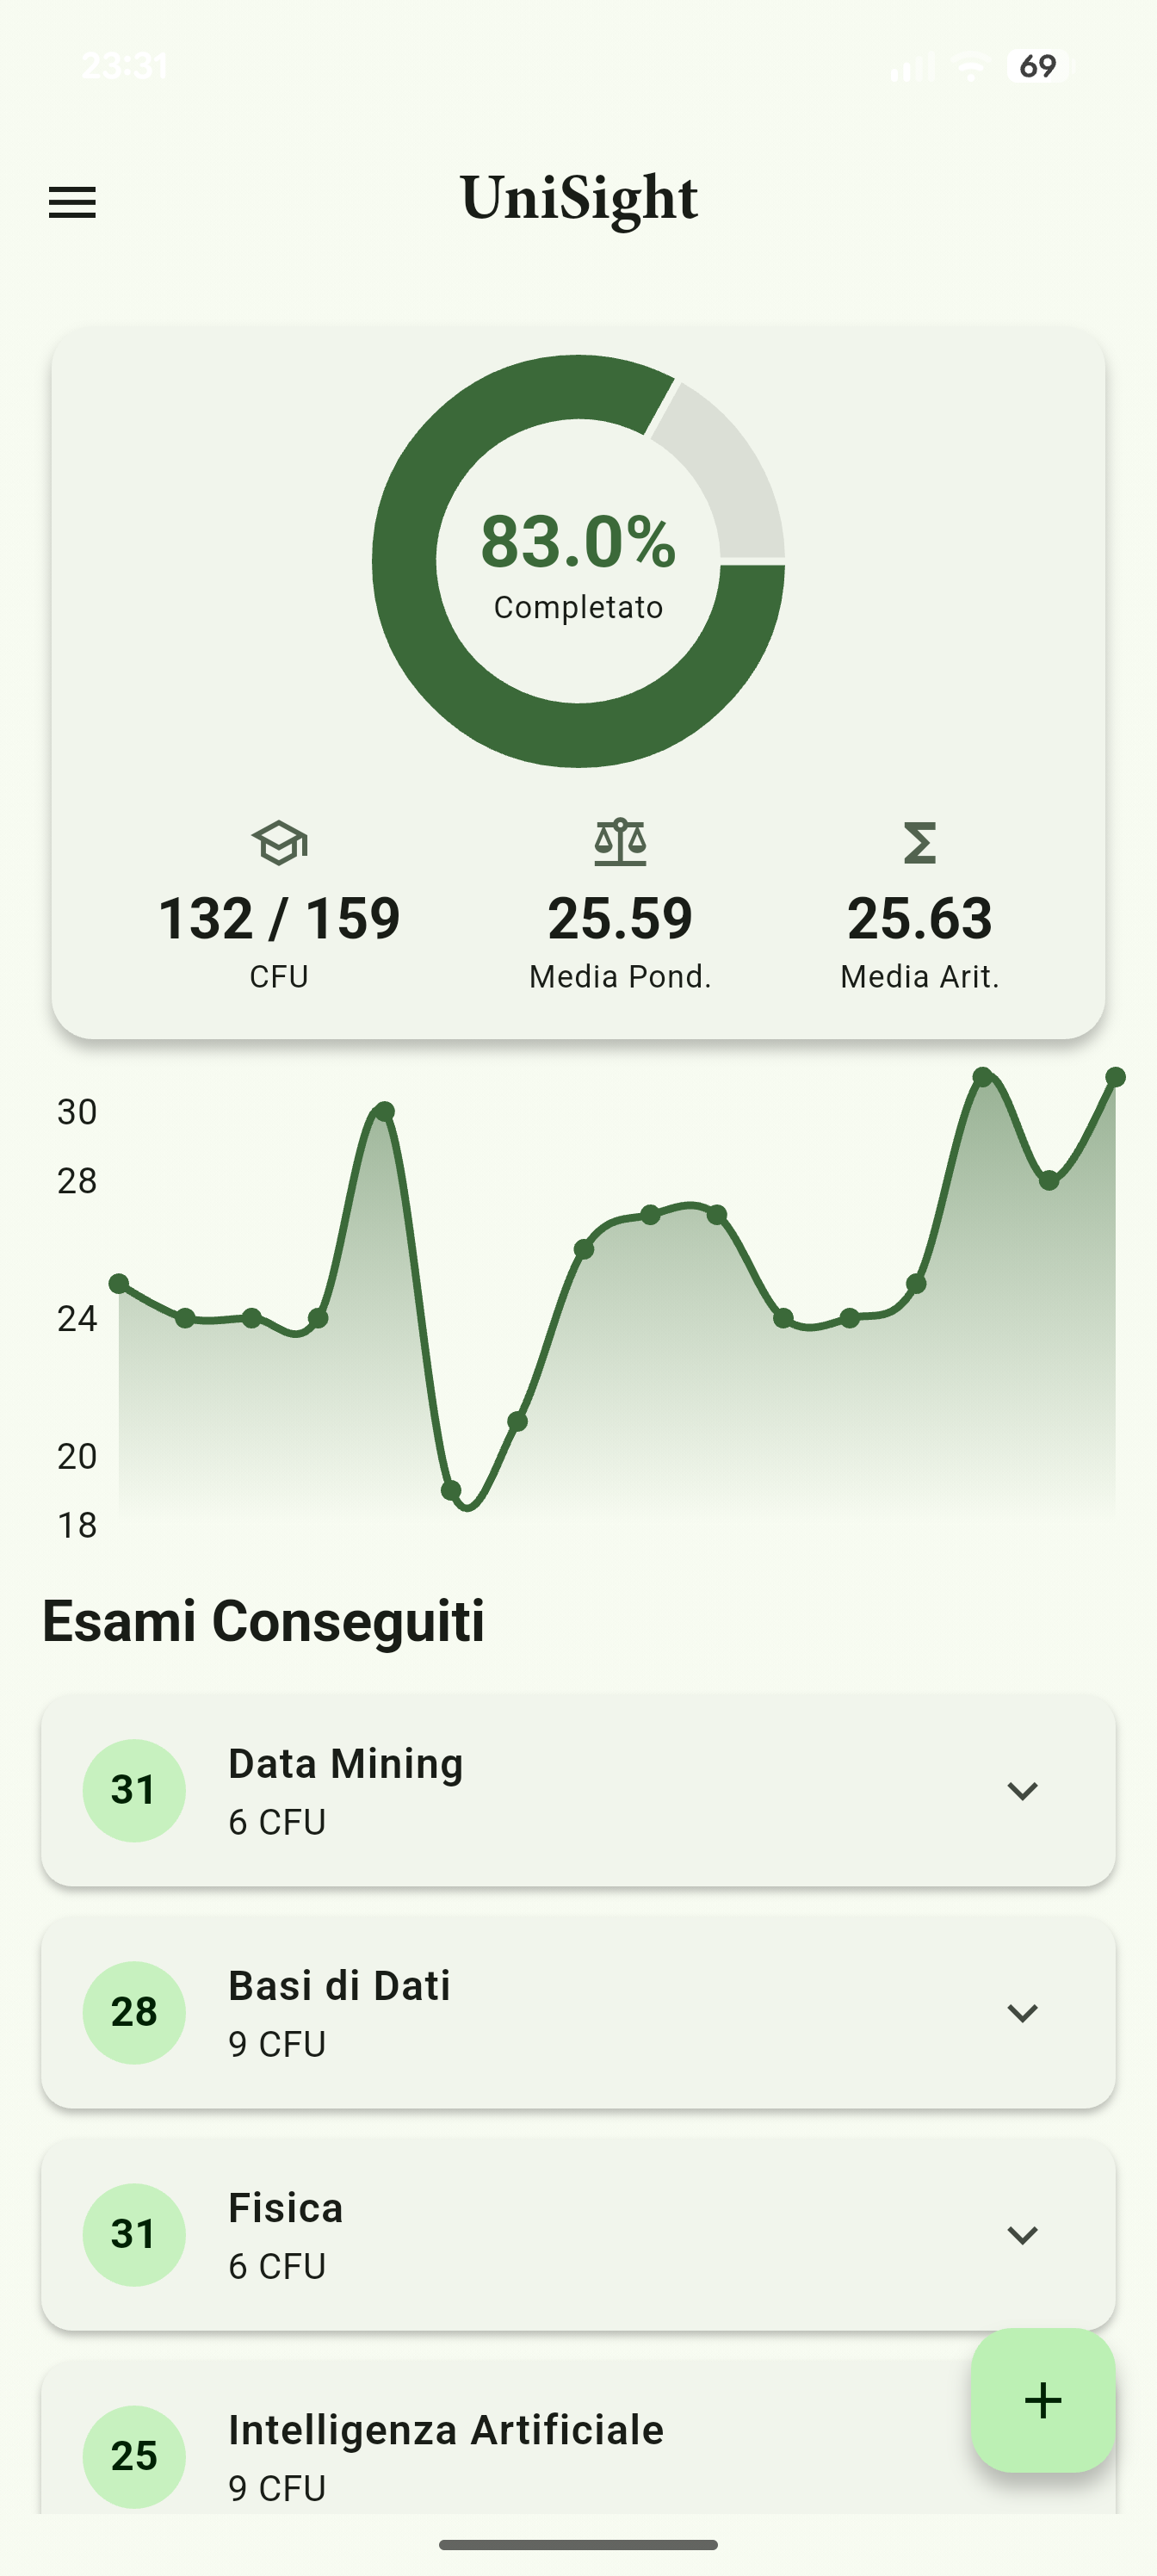 23:31
69
UniSight
83.0%
Completato
132 / 159
CFU
25.59
Media Pond.
25.63
Media Arit.
30
28
24
20
18
Esami Conseguiti
31
Data Mining
6 CFU
28
Basi di Dati
9 CFU
31
Fisica
6 CFU
25
Intelligenza Artificiale
9 CFU